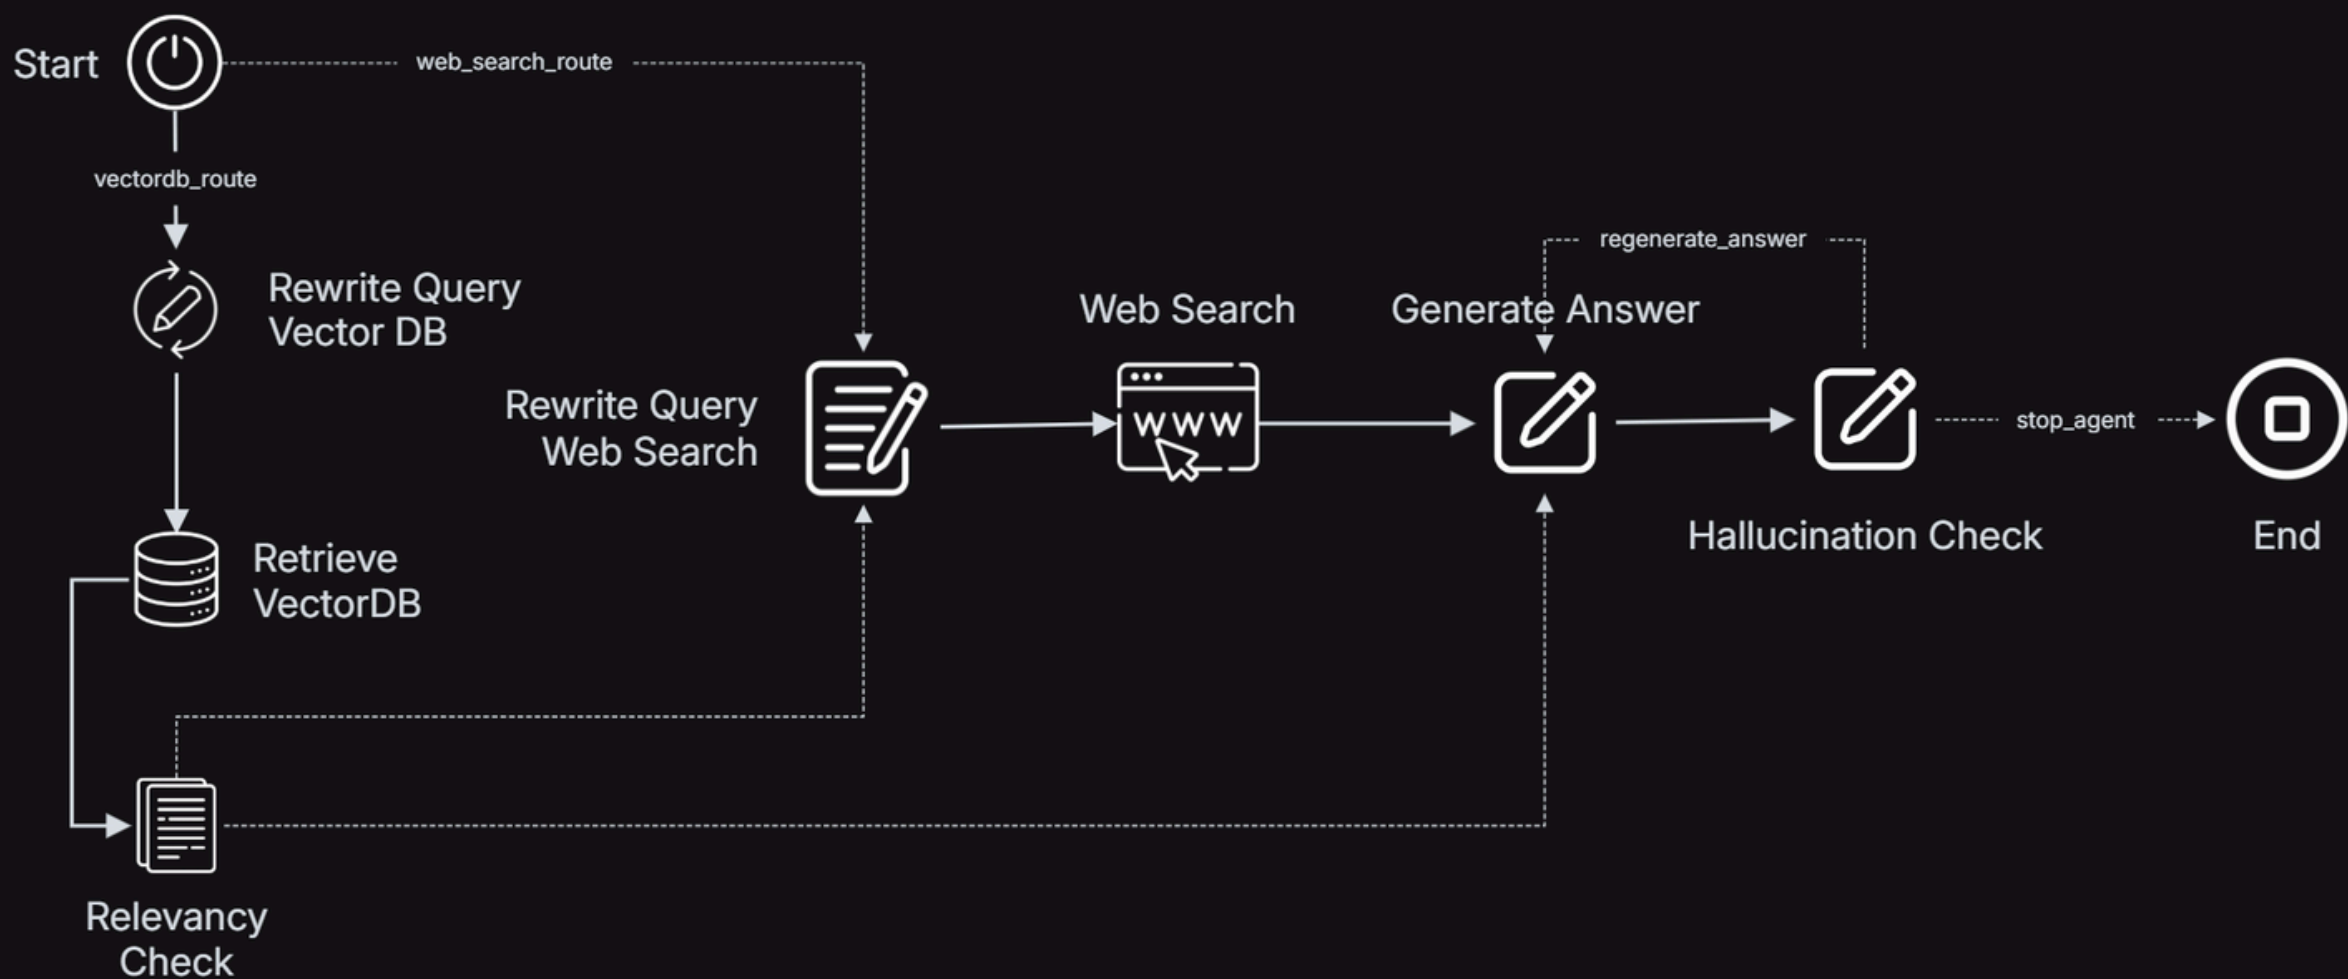 Start
web_search_route
vectordb_route
Rewrite Query
Vector DB
regenerate_answer
Web Search
Generate Answer
Rewrite Query
Web Search
WWW
stop_agent
Hallucination Check
End
Retrieve
VectorDB
Relevancy
Check